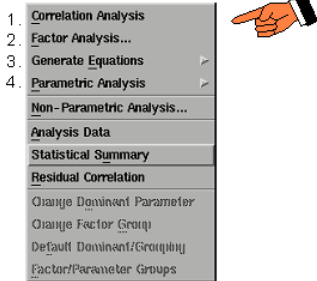 1. Correlation Analysis
2. Factor Analysis...
3. Generate Equations
4. Parametric Analysis
Non-Parametric Analysis...
Analysis Data
Statistical Summary
Residual Correlation
Change Dominant Parameter
Change Factor Group
Default Dominant/Grouping
Factor/Parameter Groups